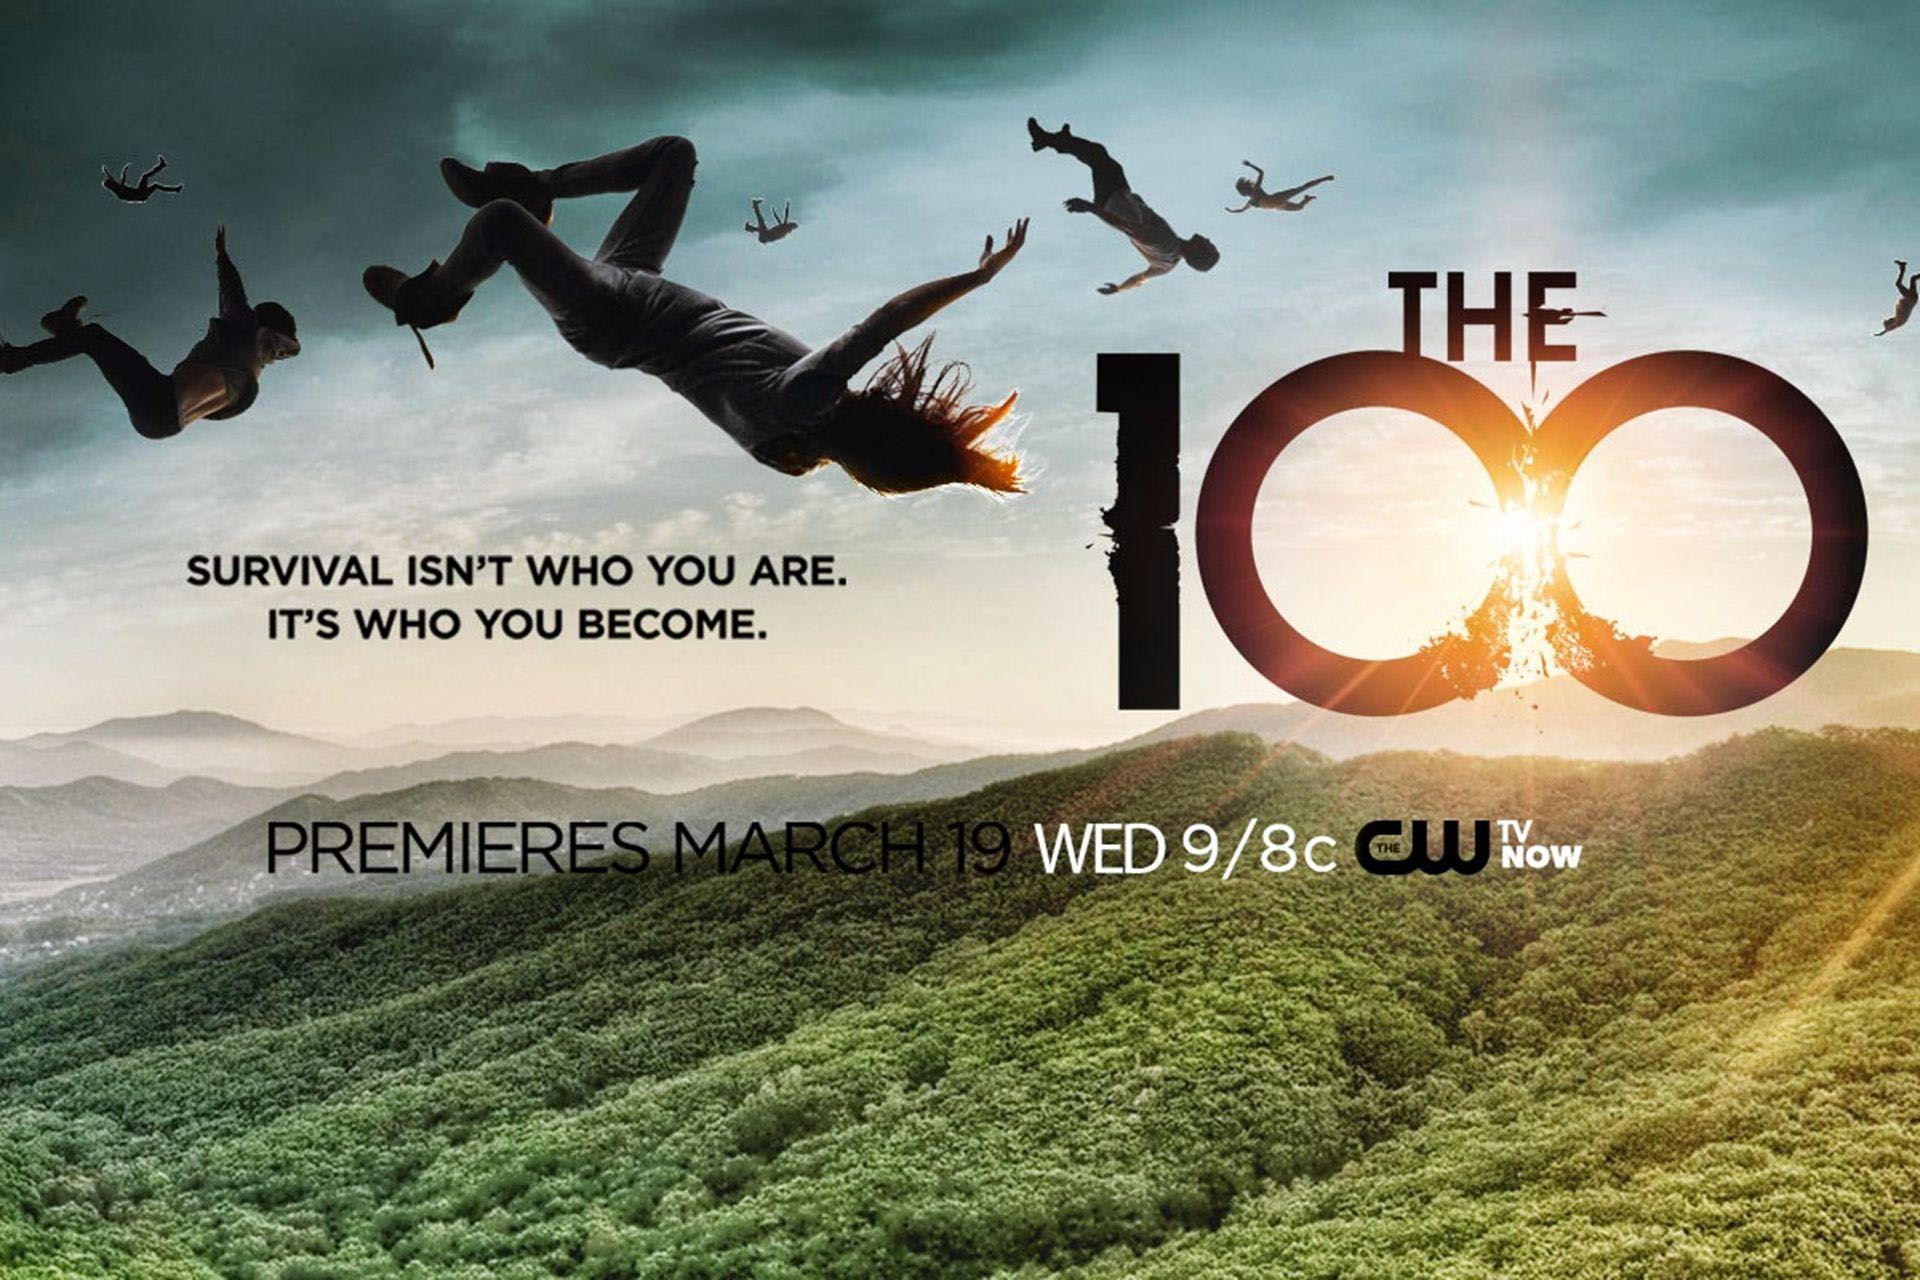 THE
100
SURVIVAL ISN'T WHO YOU ARE.
IT'S WHO YOU BECOME.
PREMIERES MARCH 19 WED 9/8c THE CW TV NOW